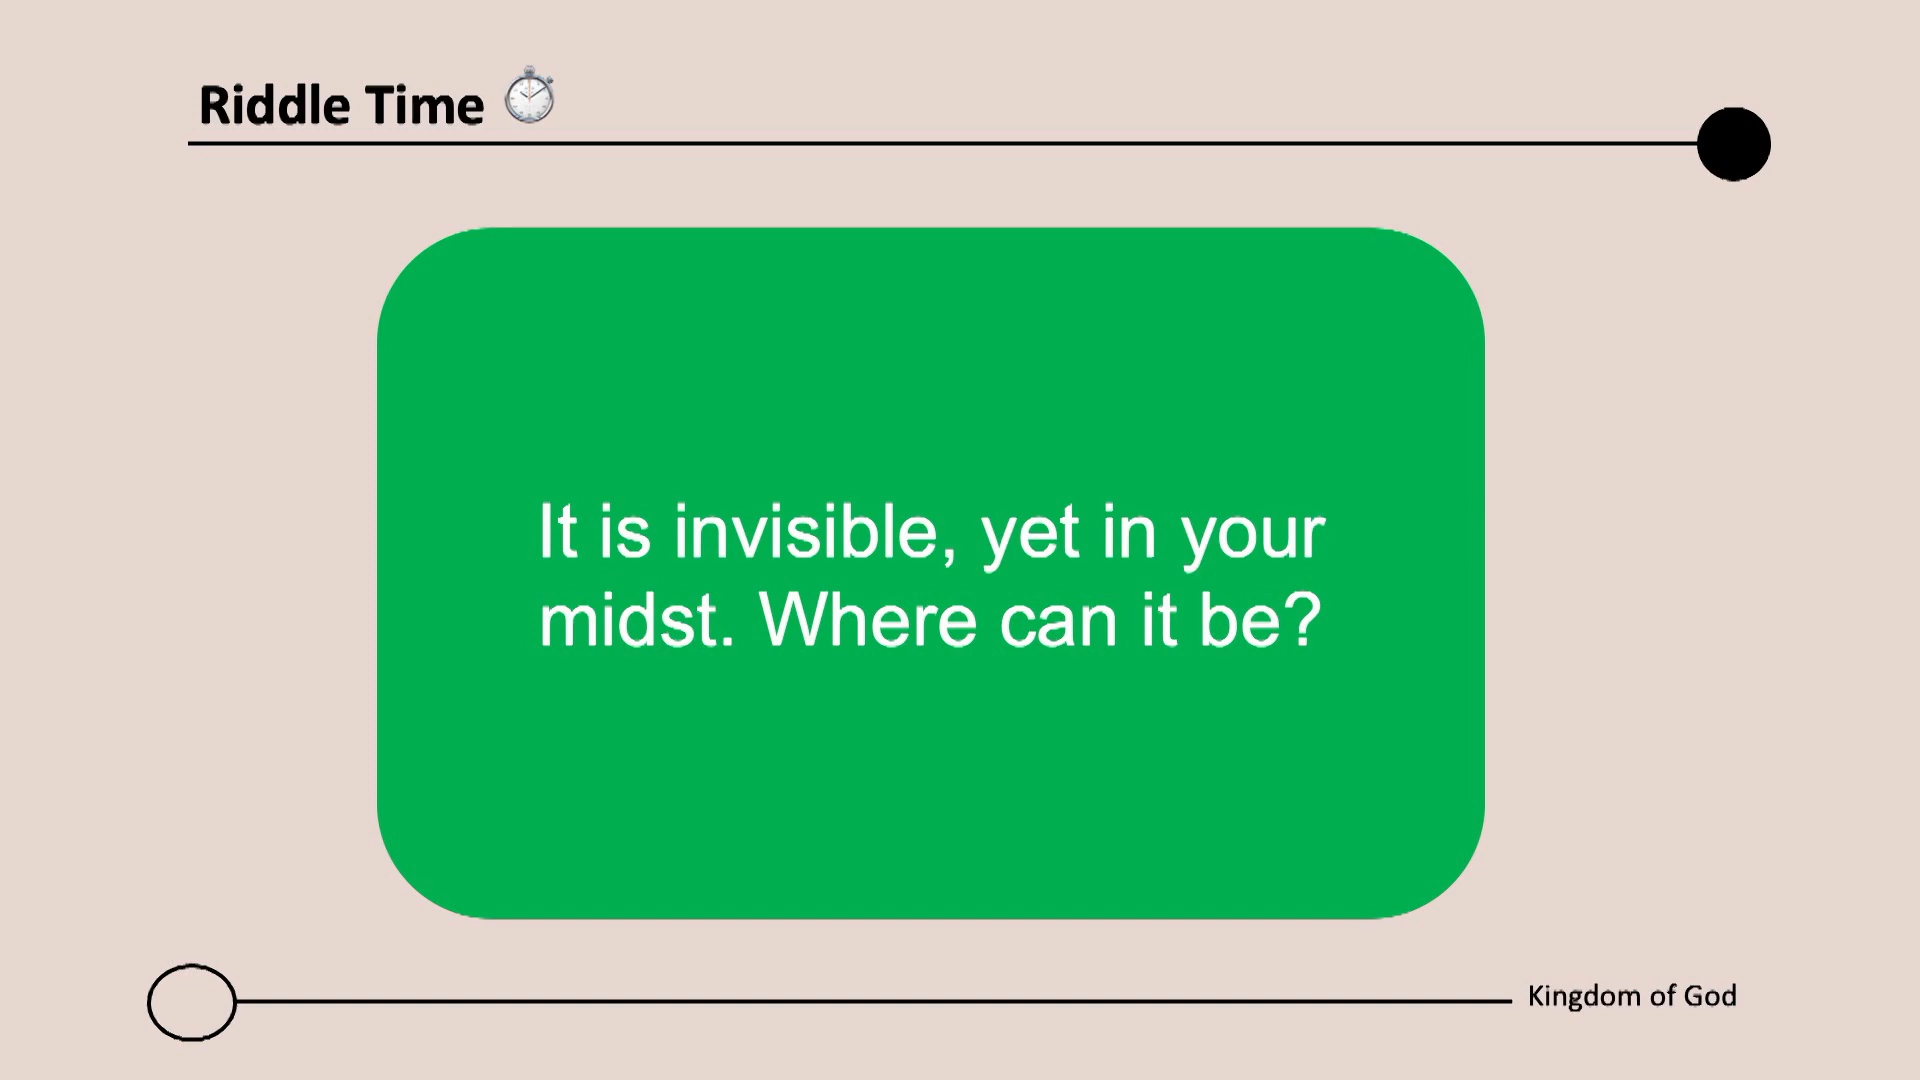 Riddle Time
It is invisible, yet in your
midst. Where can it be?
Kingdom of God